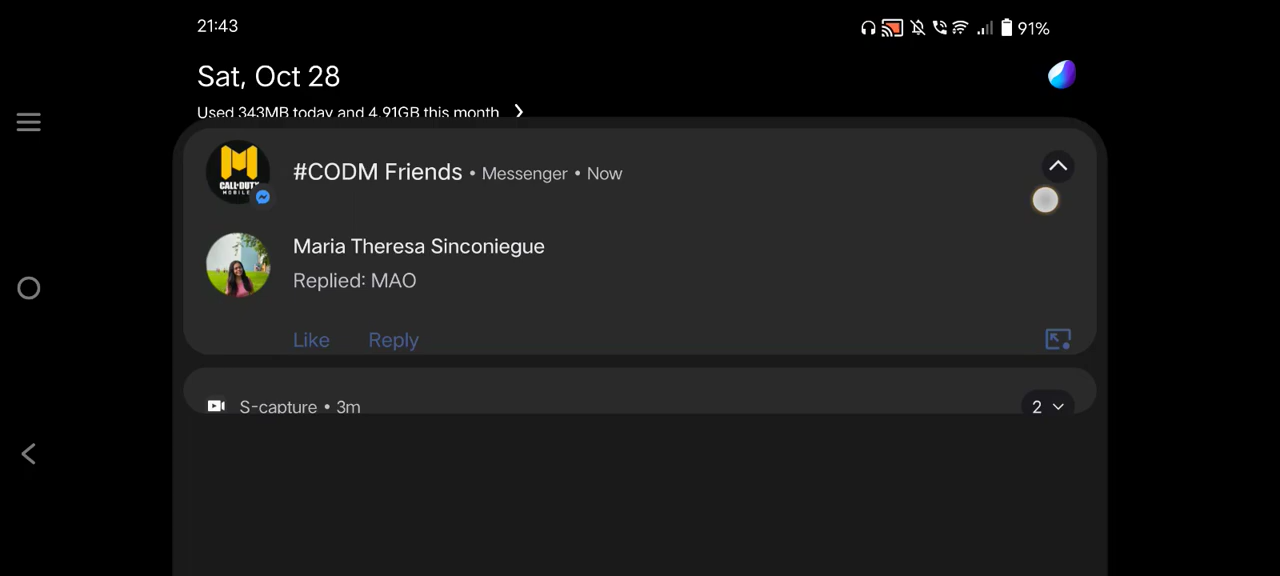 21:43
91%
Sat, Oct 28
Used 343MB today and 4.91GB this month
CALL OF DUTY
MOBILE
#CODM Friends • Messenger • Now
Maria Theresa Sinconiegue
Replied: MAO
Like Reply
S-capture • 3m
2